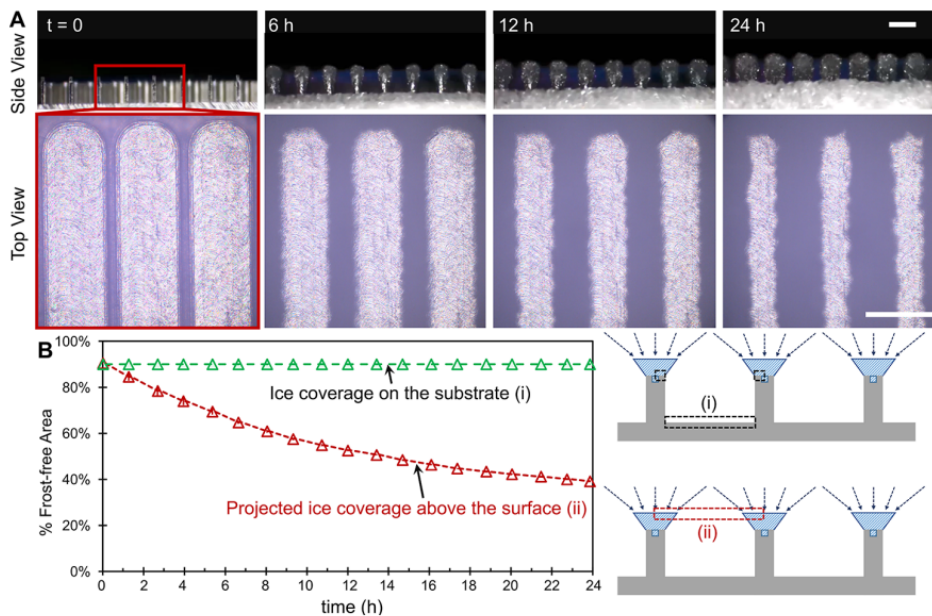 A
t = 0
6 h
12 h
24 h
Side View
Top View
B
100%
80%
60%
40%
20%
0%
% Frost-free Area
Ice coverage on the substrate (i)
Projected ice coverage above the surface (ii)
0 2 4 6 8 10 12 14 16 18 20 22 24
time (h)
(i)
(ii)